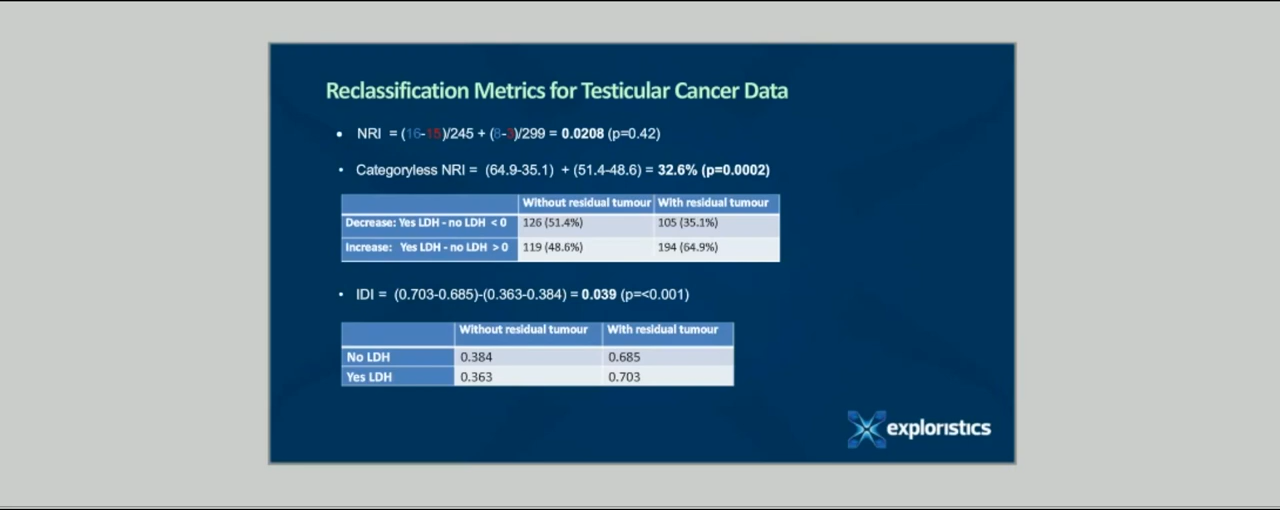 Reclassification Metrics for Testicular Cancer Data
• NRI = (16-15)/245 + (8-3)/299 = 0.0208 (p=0.42)
• Categoryless NRI = (64.9-35.1) + (51.4-48.6) = 32.6% (p=0.0002)
Without residual tumour With residual tumour
Decrease: Yes LDH - no LDH < 0 126 (51.4%) 105 (35.1%)
Increase: Yes LDH - no LDH > 0 119 (48.6%) 194 (64.9%)
• IDI = (0.703-0.685)-(0.363-0.384) = 0.039 (p=<0.001)
Without residual tumour With residual tumour
No LDH 0.384 0.685
Yes LDH 0.363 0.703
exploristics